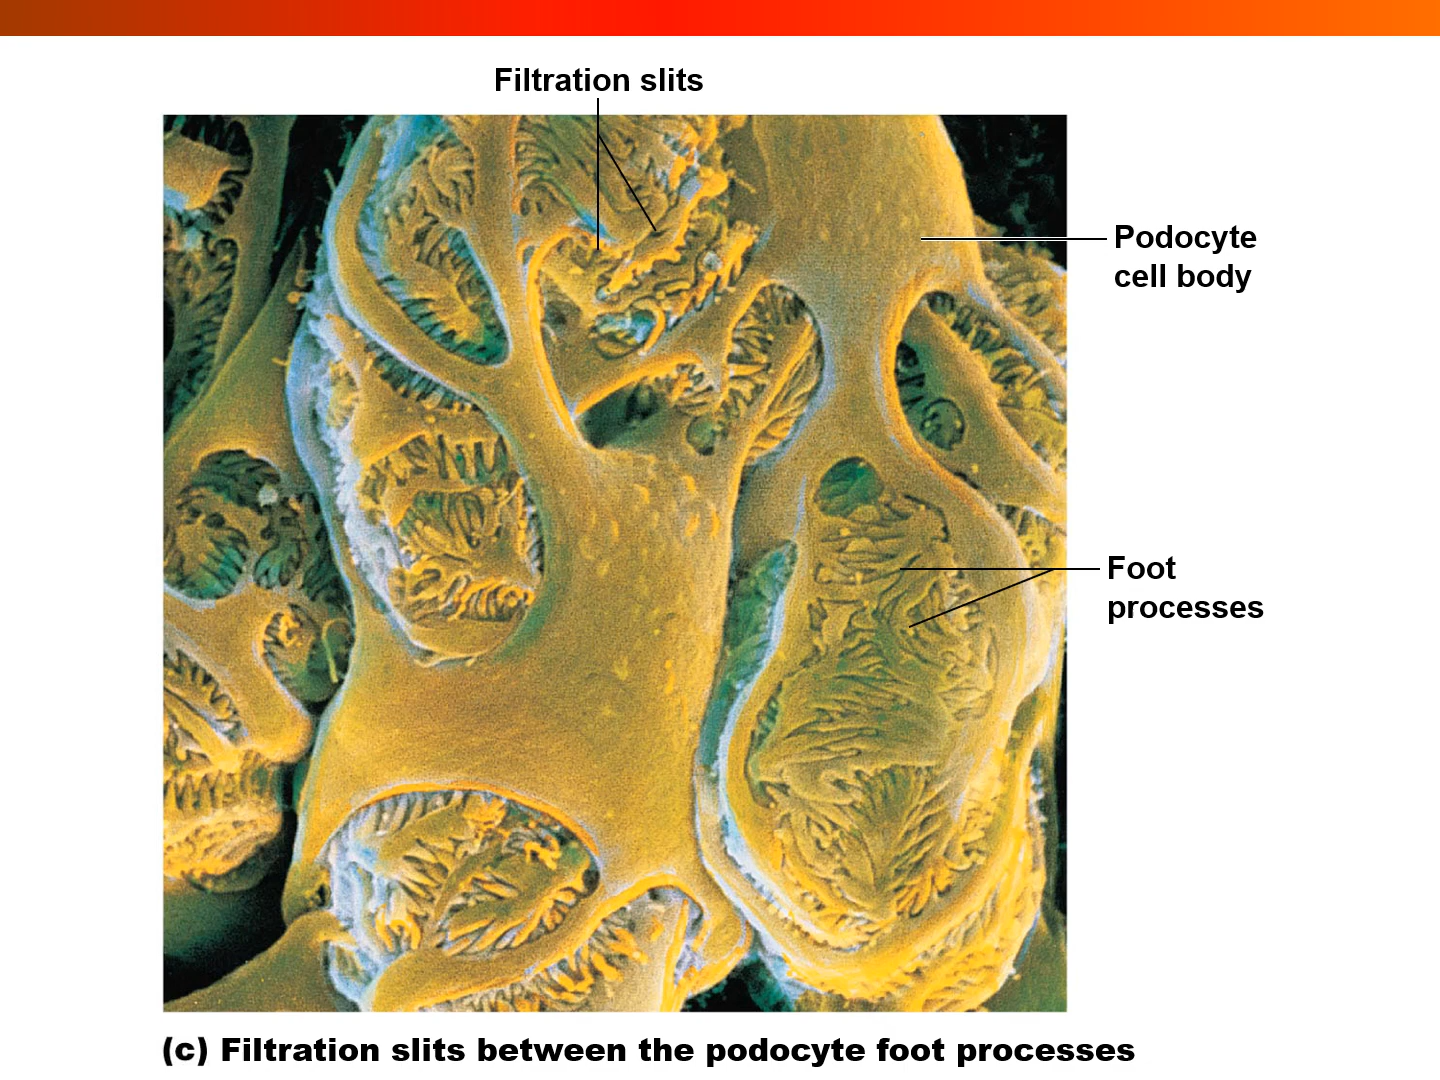 Filtration slits
Podocyte
cell body
Foot
processes
(c) Filtration slits between the podocyte foot processes